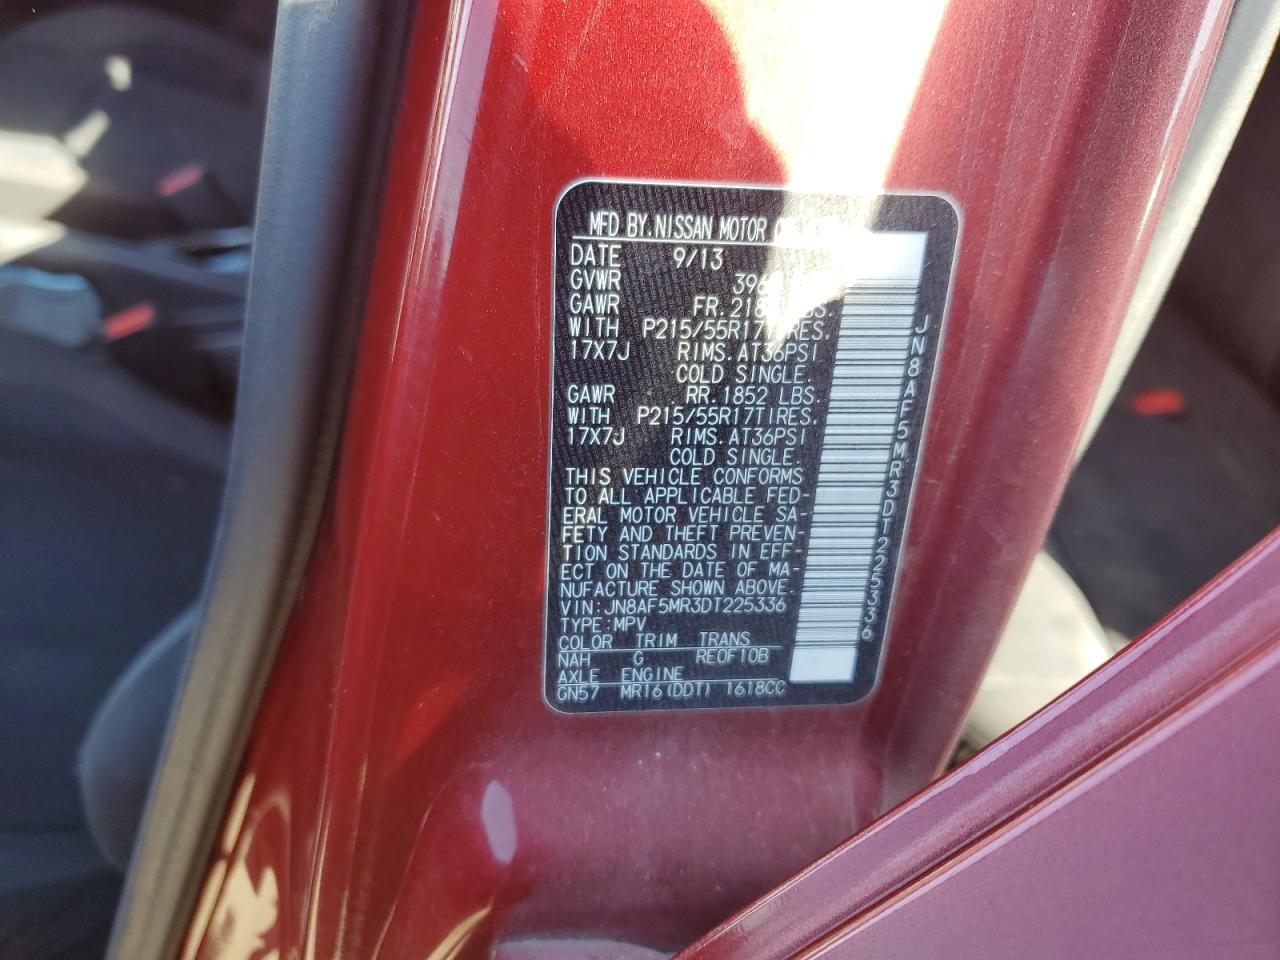 MFD BY. NISSAN MOTOR
DATE 9/13
GVWR
GAWR FR.
WITH P215/55R17TIRES.
17X7J RIMS. AT36PSI
COLD SINGLE.
GAWR RR. 1852 LBS.
WITH P215/55R17TIRES.
17X7J RIMS. AT36PSI
COLD SINGLE.
THIS VEHICLE CONFORMS
TO ALL APPLICABLE FED-
ERAL MOTOR VEHICLE SA-
FETY AND THEFT PREVEN-
TION STANDARDS IN EFF-
ECT ON THE DATE OF MA-
NUFACTURE SHOWN ABOVE.
VIN:JN8AF5MR3DT225336
TYPE:MPV
COLOR TRIM TRANS
NAH G RE0F10B
AXLE ENGINE
GN57 MR16(DDT) 1618CC
JN8AF5MR3DT225336